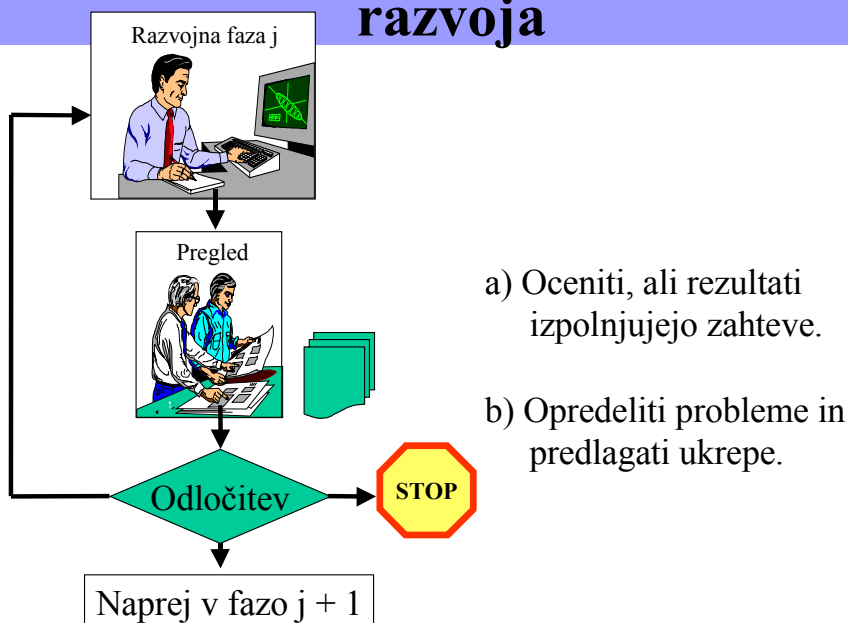 razvoja
Razvojna faza j
Pregled
a) Oceniti, ali rezultati
izpolnjujejo zahteve.
b) Opredeliti probleme in
predlagati ukrepe.
Odločitev
STOP
Naprej v fazo j + 1